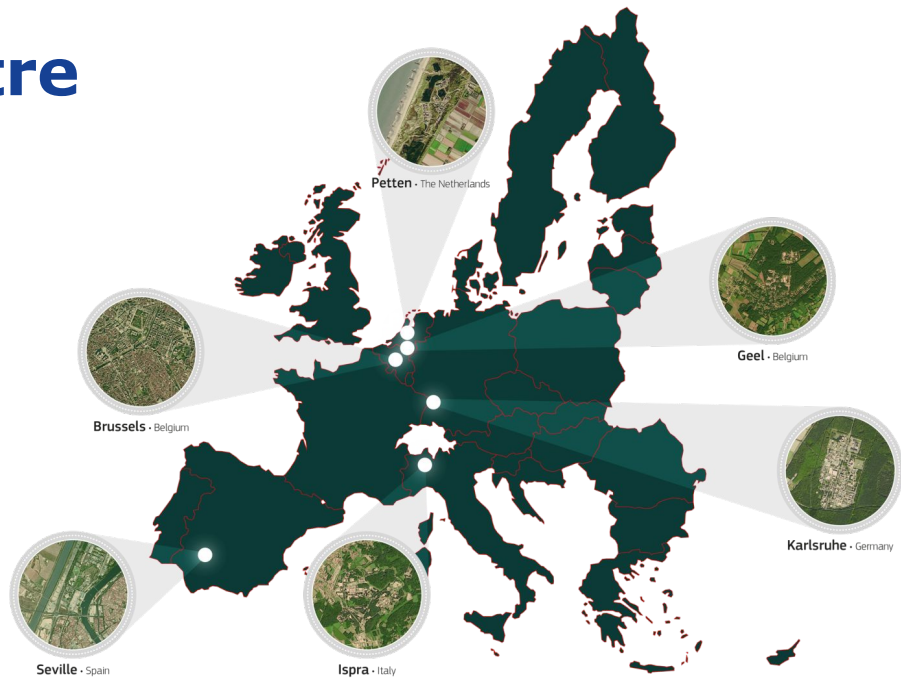 tre
Petten · The Netherlands
Geel · Belgium
Brussels · Belgium
Karlsruhe · Germany
Seville · Spain
Ispra · Italy